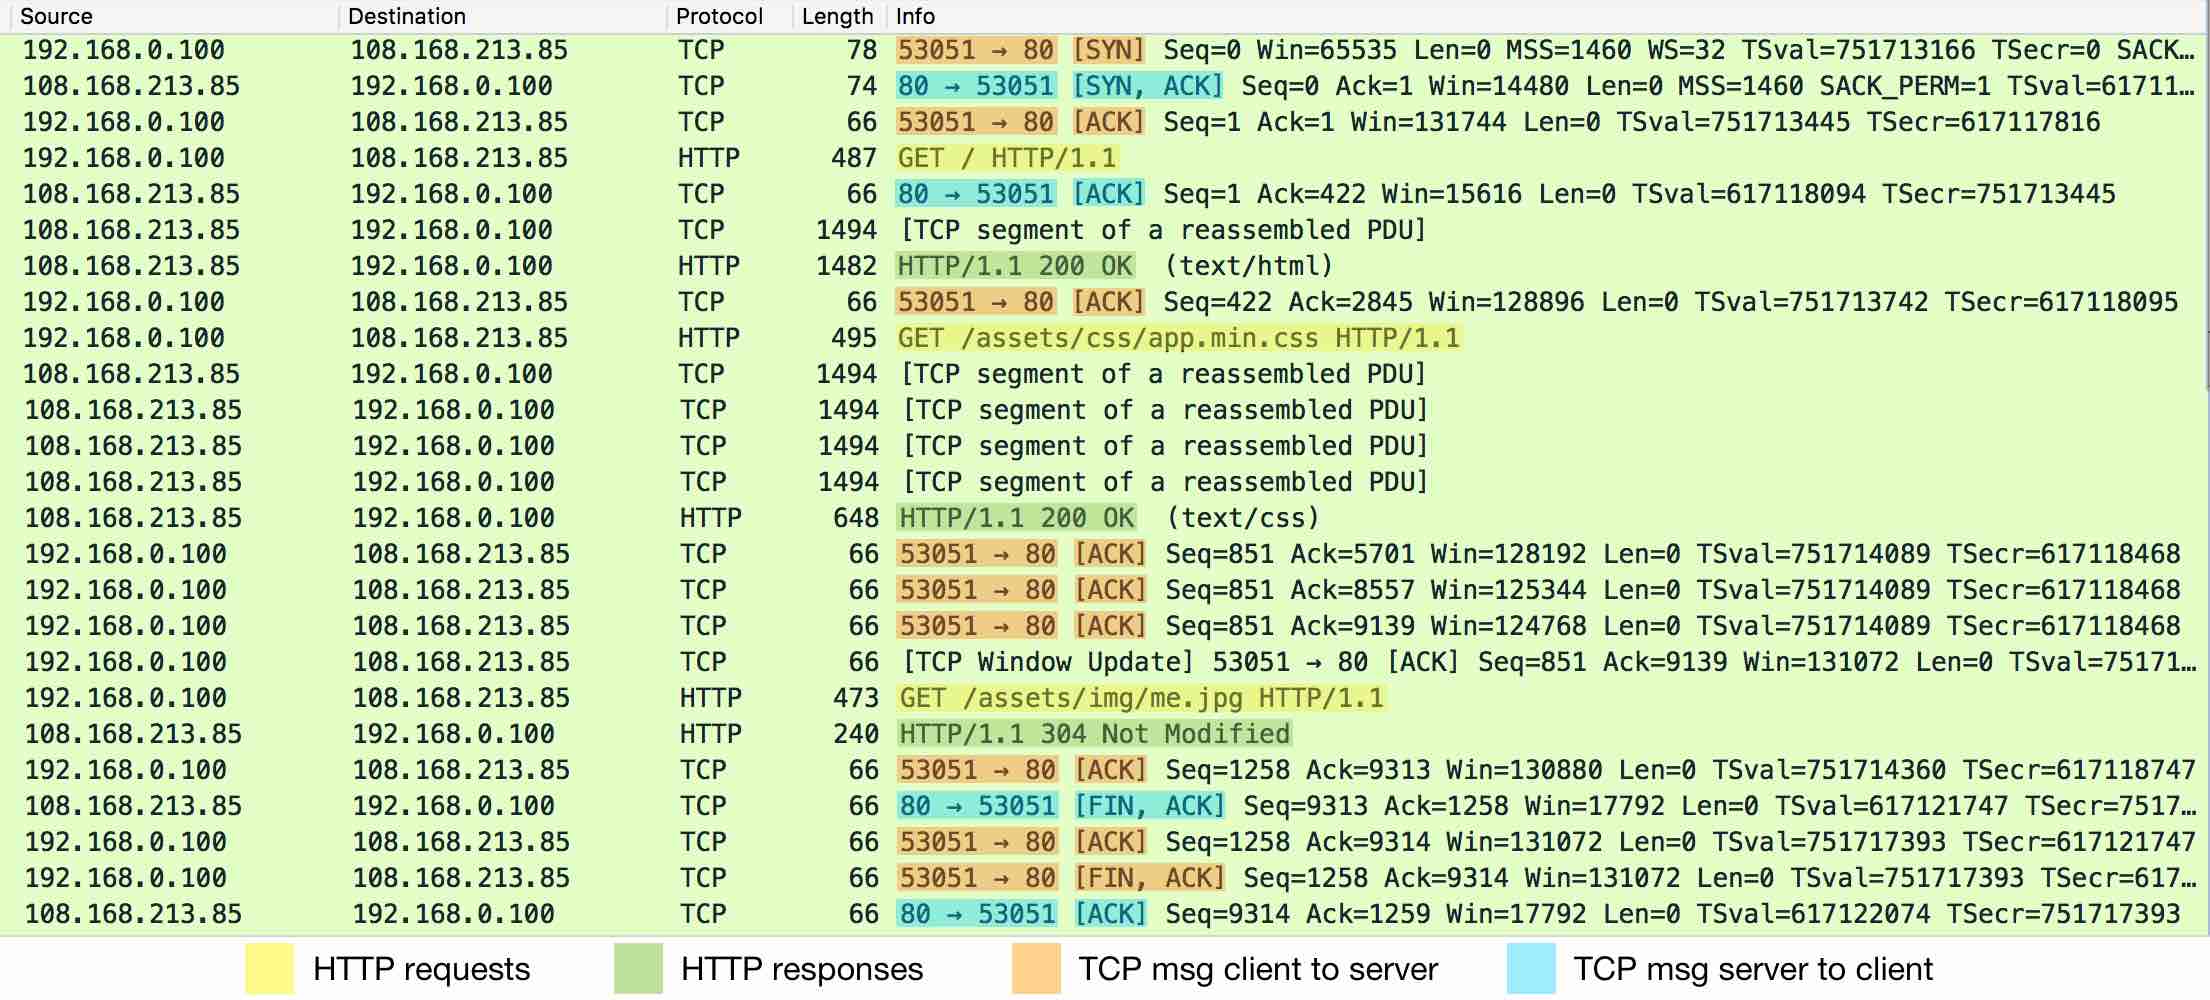 Source Destination Protocol Length Info
192.168.0.100 108.168.213.85 TCP 78 53051 → 80 [SYN] Seq=0 Win=65535 Len=0 MSS=1460 WS=32 TSval=751713166 TSecr=0 SACK…
108.168.213.85 192.168.0.100 TCP 74 80 → 53051 [SYN, ACK] Seq=0 Ack=1 Win=14480 Len=0 MSS=1460 SACK_PERM=1 TSval=61711…
192.168.0.100 108.168.213.85 TCP 66 53051 → 80 [ACK] Seq=1 Ack=1 Win=131744 Len=0 TSval=751713445 TSecr=617117816
192.168.0.100 108.168.213.85 HTTP 487 GET / HTTP/1.1
108.168.213.85 192.168.0.100 TCP 66 80 → 53051 [ACK] Seq=1 Ack=422 Win=15616 Len=0 TSval=617118094 TSecr=751713445
108.168.213.85 192.168.0.100 TCP 1494 [TCP segment of a reassembled PDU]
108.168.213.85 192.168.0.100 HTTP 1482 HTTP/1.1 200 OK (text/html)
192.168.0.100 108.168.213.85 TCP 66 53051 → 80 [ACK] Seq=422 Ack=2845 Win=128896 Len=0 TSval=751713742 TSecr=617118095
192.168.0.100 108.168.213.85 HTTP 495 GET /assets/css/app.min.css HTTP/1.1
108.168.213.85 192.168.0.100 TCP 1494 [TCP segment of a reassembled PDU]
108.168.213.85 192.168.0.100 TCP 1494 [TCP segment of a reassembled PDU]
108.168.213.85 192.168.0.100 TCP 1494 [TCP segment of a reassembled PDU]
108.168.213.85 192.168.0.100 TCP 1494 [TCP segment of a reassembled PDU]
108.168.213.85 192.168.0.100 HTTP 648 HTTP/1.1 200 OK (text/css)
192.168.0.100 108.168.213.85 TCP 66 53051 → 80 [ACK] Seq=851 Ack=5701 Win=128192 Len=0 TSval=751714089 TSecr=617118468
192.168.0.100 108.168.213.85 TCP 66 53051 → 80 [ACK] Seq=851 Ack=8557 Win=125344 Len=0 TSval=751714089 TSecr=617118468
192.168.0.100 108.168.213.85 TCP 66 53051 → 80 [ACK] Seq=851 Ack=9139 Win=124768 Len=0 TSval=751714089 TSecr=617118468
192.168.0.100 108.168.213.85 TCP 66 [TCP Window Update] 53051 → 80 [ACK] Seq=851 Ack=9139 Win=131072 Len=0 TSval=75171…
192.168.0.100 108.168.213.85 HTTP 473 GET /assets/img/me.jpg HTTP/1.1
108.168.213.85 192.168.0.100 HTTP 240 HTTP/1.1 304 Not Modified
192.168.0.100 108.168.213.85 TCP 66 53051 → 80 [ACK] Seq=1258 Ack=9313 Win=130880 Len=0 TSval=751714360 TSecr=617118747
108.168.213.85 192.168.0.100 TCP 66 80 → 53051 [FIN, ACK] Seq=9313 Ack=1258 Win=17792 Len=0 TSval=617121747 TSecr=7517…
192.168.0.100 108.168.213.85 TCP 66 53051 → 80 [ACK] Seq=1258 Ack=9314 Win=131072 Len=0 TSval=751717393 TSecr=617121747
192.168.0.100 108.168.213.85 TCP 66 53051 → 80 [FIN, ACK] Seq=1258 Ack=9314 Win=131072 Len=0 TSval=751717393 TSecr=617…
108.168.213.85 192.168.0.100 TCP 66 80 → 53051 [ACK] Seq=9314 Ack=1259 Win=17792 Len=0 TSval=617122074 TSecr=751717393
HTTP requests HTTP responses TCP msg client to server TCP msg server to client